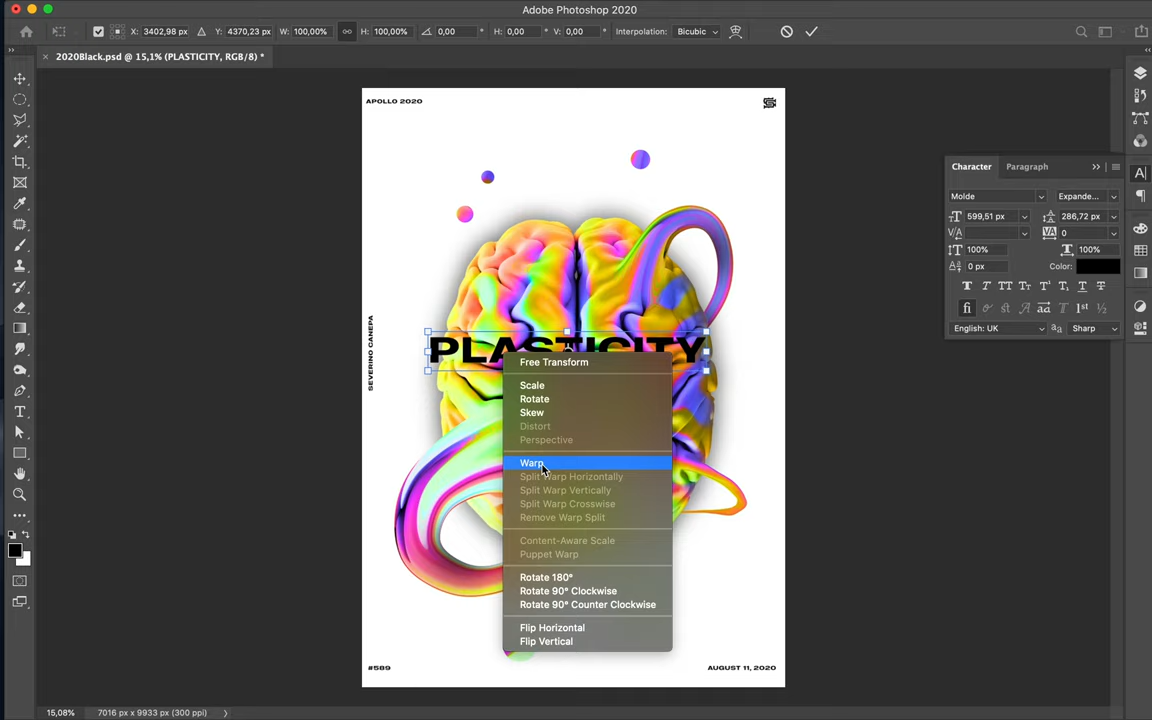 Adobe Photoshop 2020
X: 3402,98 px Y: 4370,23 px W: 100,00% H: 100,00% 0,00 ° H: 0,00 ° V: 0,00 ° Interpolation: Bicubic
2020Black.psd @ 15,1% (PLASTICITY, RGB/8) *
APOLLO 2020
Character Paragraph
Molde Expande...
599,51 px 286,72 px
0
100% 100%
0 px Color:
English: UK Sharp
SEVERINO CANEPA
PLASTICITY
Free Transform
Scale
Rotate
Skew
Distort
Perspective
Warp
Split Warp Horizontally
Split Warp Vertically
Split Warp Crosswise
Remove Warp Split
Content-Aware Scale
Puppet Warp
Rotate 180°
Rotate 90° Clockwise
Rotate 90° Counter Clockwise
Flip Horizontal
Flip Vertical
#589 AUGUST 11, 2020
15,08% 7016 px x 9933 px (300 ppi)